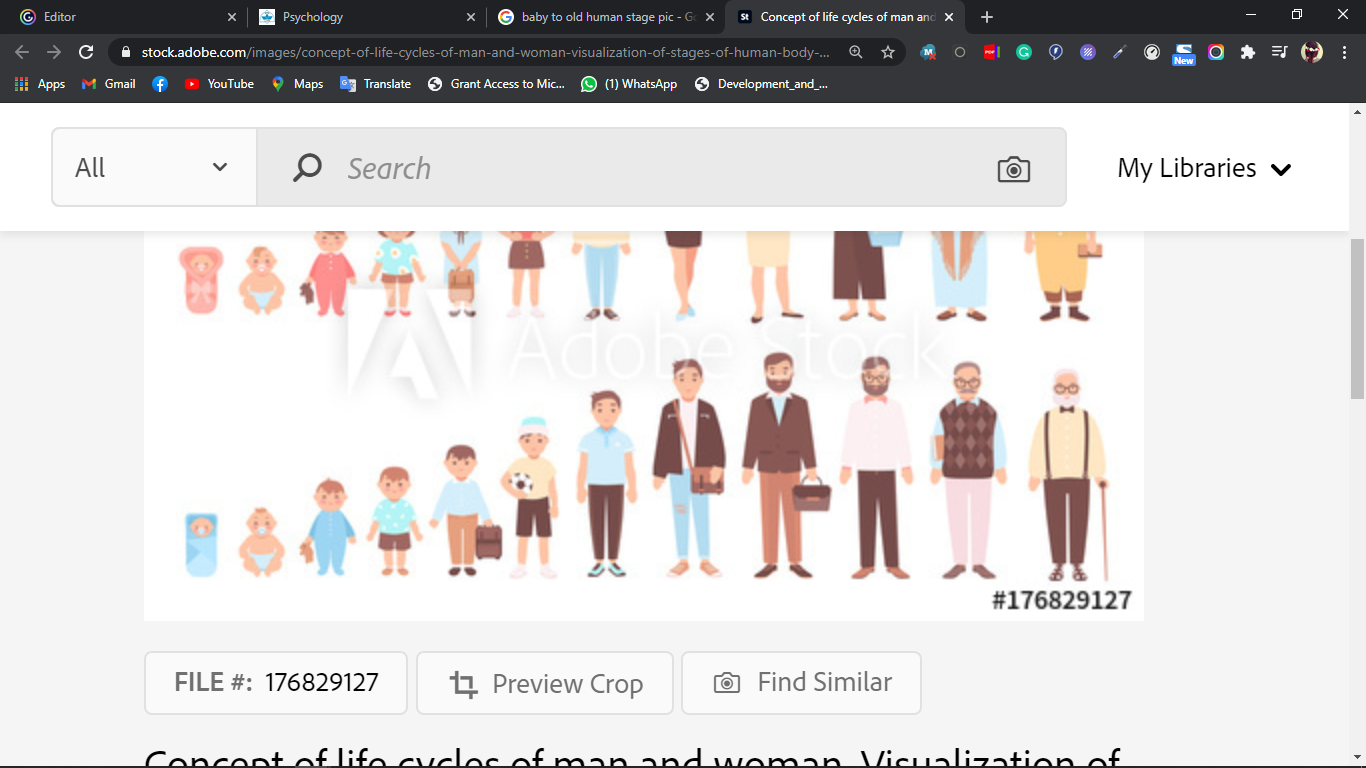 Editor
Psychology
baby to old human stage pic - Go
Concept of life cycles of man and
stock.adobe.com/images/concept-of-life-cycles-of-man-and-woman-visualization-of-stages-of-human-body-...
New
Apps
Gmail
YouTube
Maps
Translate
Grant Access to Mic...
(1) WhatsApp
Development_and_...
All
Search
My Libraries
Adobe Stock
#176829127
FILE #: 176829127
Preview Crop
Find Similar
Concept of life cycles of man and woman. Visualization of